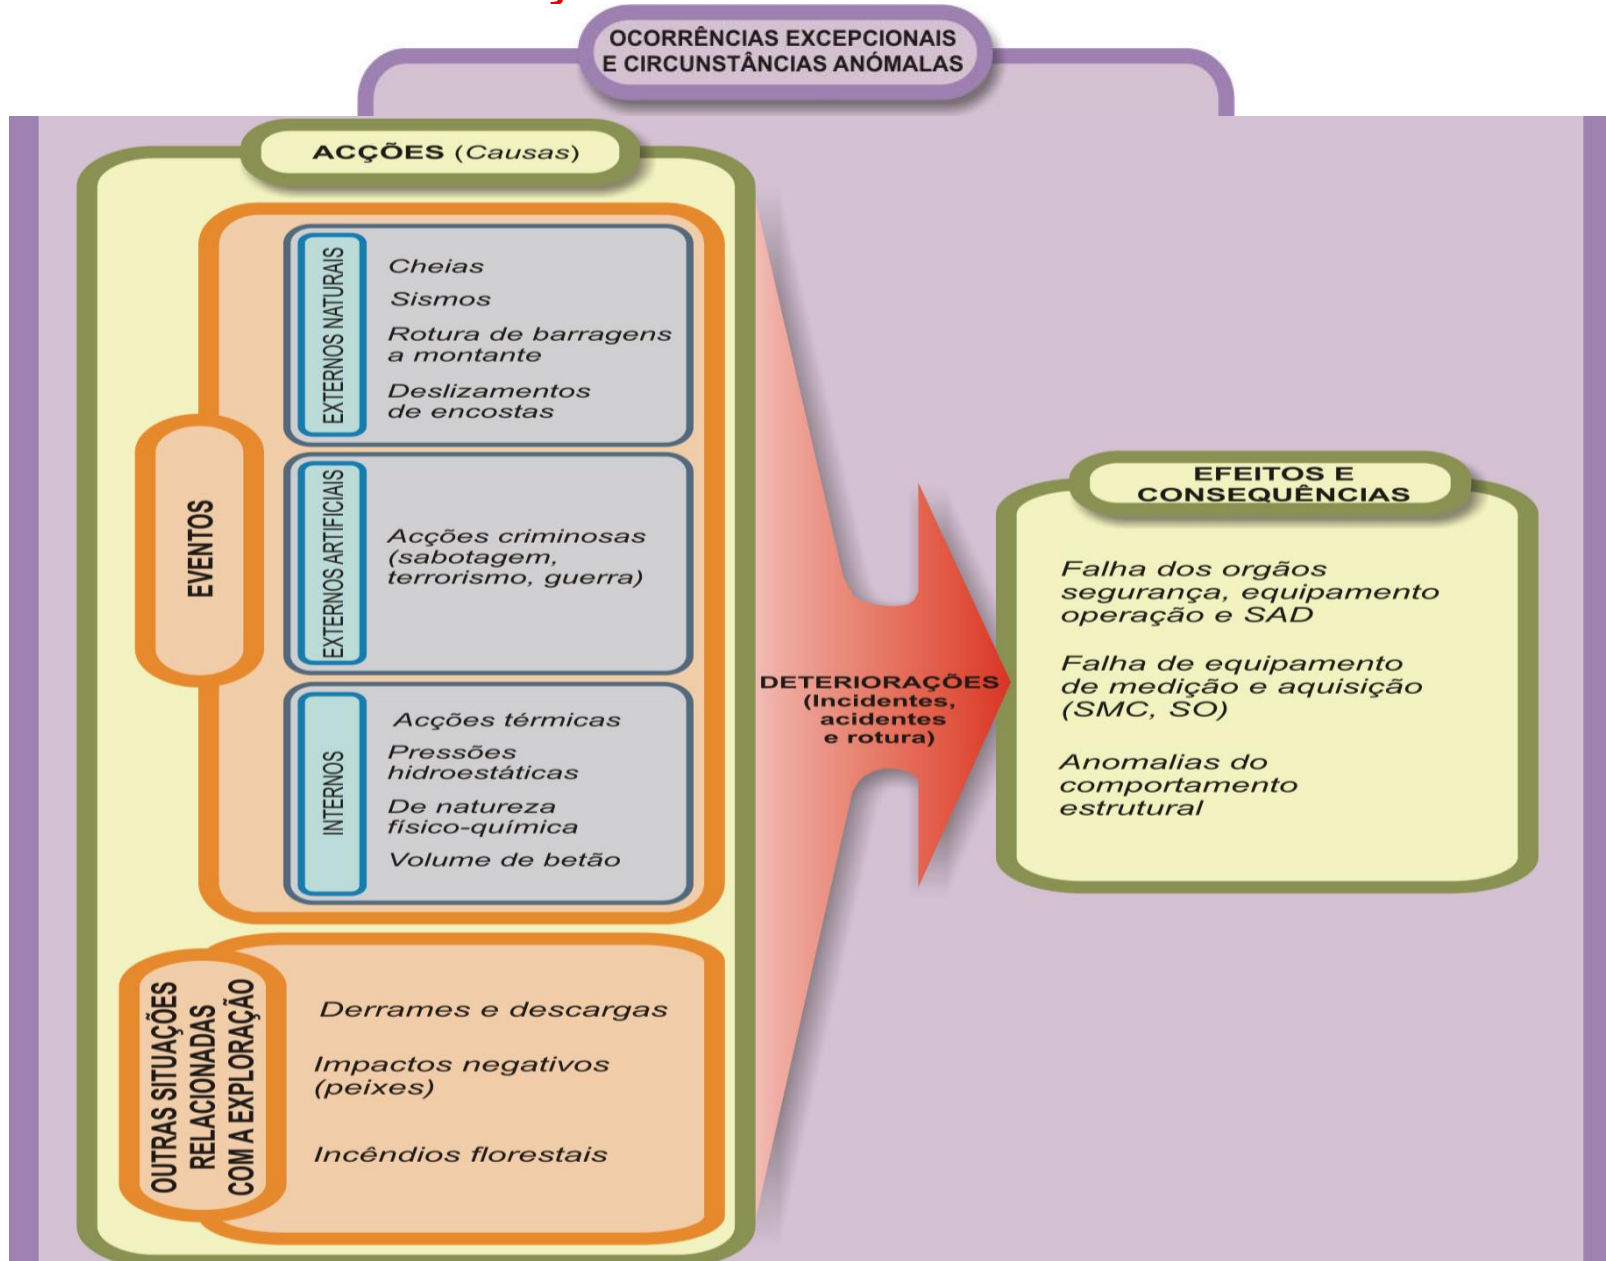 OCORRÊNCIAS EXCEPCIONAIS
E CIRCUNSTÂNCIAS ANÓMALAS
ACÇÕES (Causas)
EVENTOS
EXTERNOS NATURAIS
Cheias
Sismos
Rotura de barragens
a montante
Deslizamentos
de encostas
EXTERNOS ARTIFICIAIS
Acções criminosas
(sabotagem,
terrorismo, guerra)
INTERNOS
Acções térmicas
Pressões
hidroestáticas
De natureza
físico-química
Volume de betão
OUTRAS SITUAÇÕES
RELACIONADAS
COM A EXPLORAÇÃO
Derrames e descargas
Impactos negativos
(peixes)
Incêndios florestais
DETERIORAÇÕES
(Incidentes,
acidentes
e rotura)
EFEITOS E
CONSEQUÊNCIAS
Falha dos orgãos
segurança, equipamento
operação e SAD
Falha de equipamento
de medição e aquisição
(SMC, SO)
Anomalias do
comportamento
estrutural